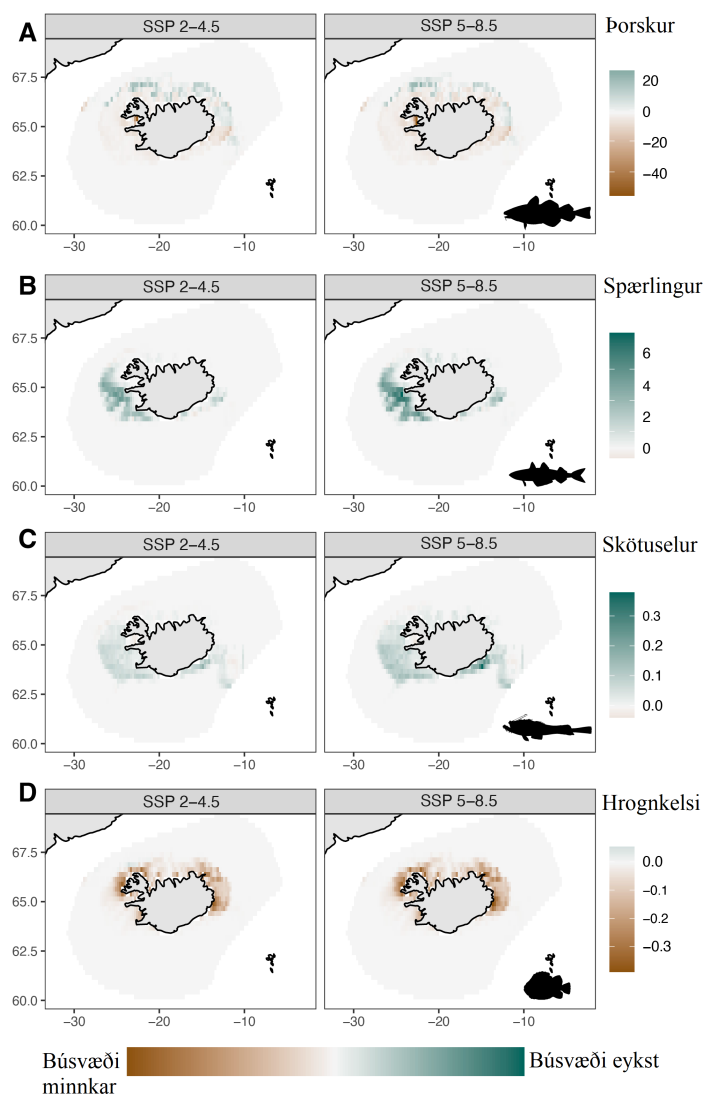 A
SSP 2−4.5
SSP 5−8.5
Þorskur
67.5
65.0
62.5
60.0
20
0
−20
−40
−30
−20
−10
−30
−20
−10
B
SSP 2−4.5
SSP 5−8.5
Spærlingur
67.5
65.0
62.5
60.0
6
4
2
0
−30
−20
−10
−30
−20
−10
C
SSP 2−4.5
SSP 5−8.5
Skötuselur
67.5
65.0
62.5
60.0
0.3
0.2
0.1
0.0
−30
−20
−10
−30
−20
−10
D
SSP 2−4.5
SSP 5−8.5
Hrognkelsi
67.5
65.0
62.5
60.0
0.0
−0.1
−0.2
−0.3
−30
−20
−10
−30
−20
−10
Búsvæði
minnkar
Búsvæði eykst